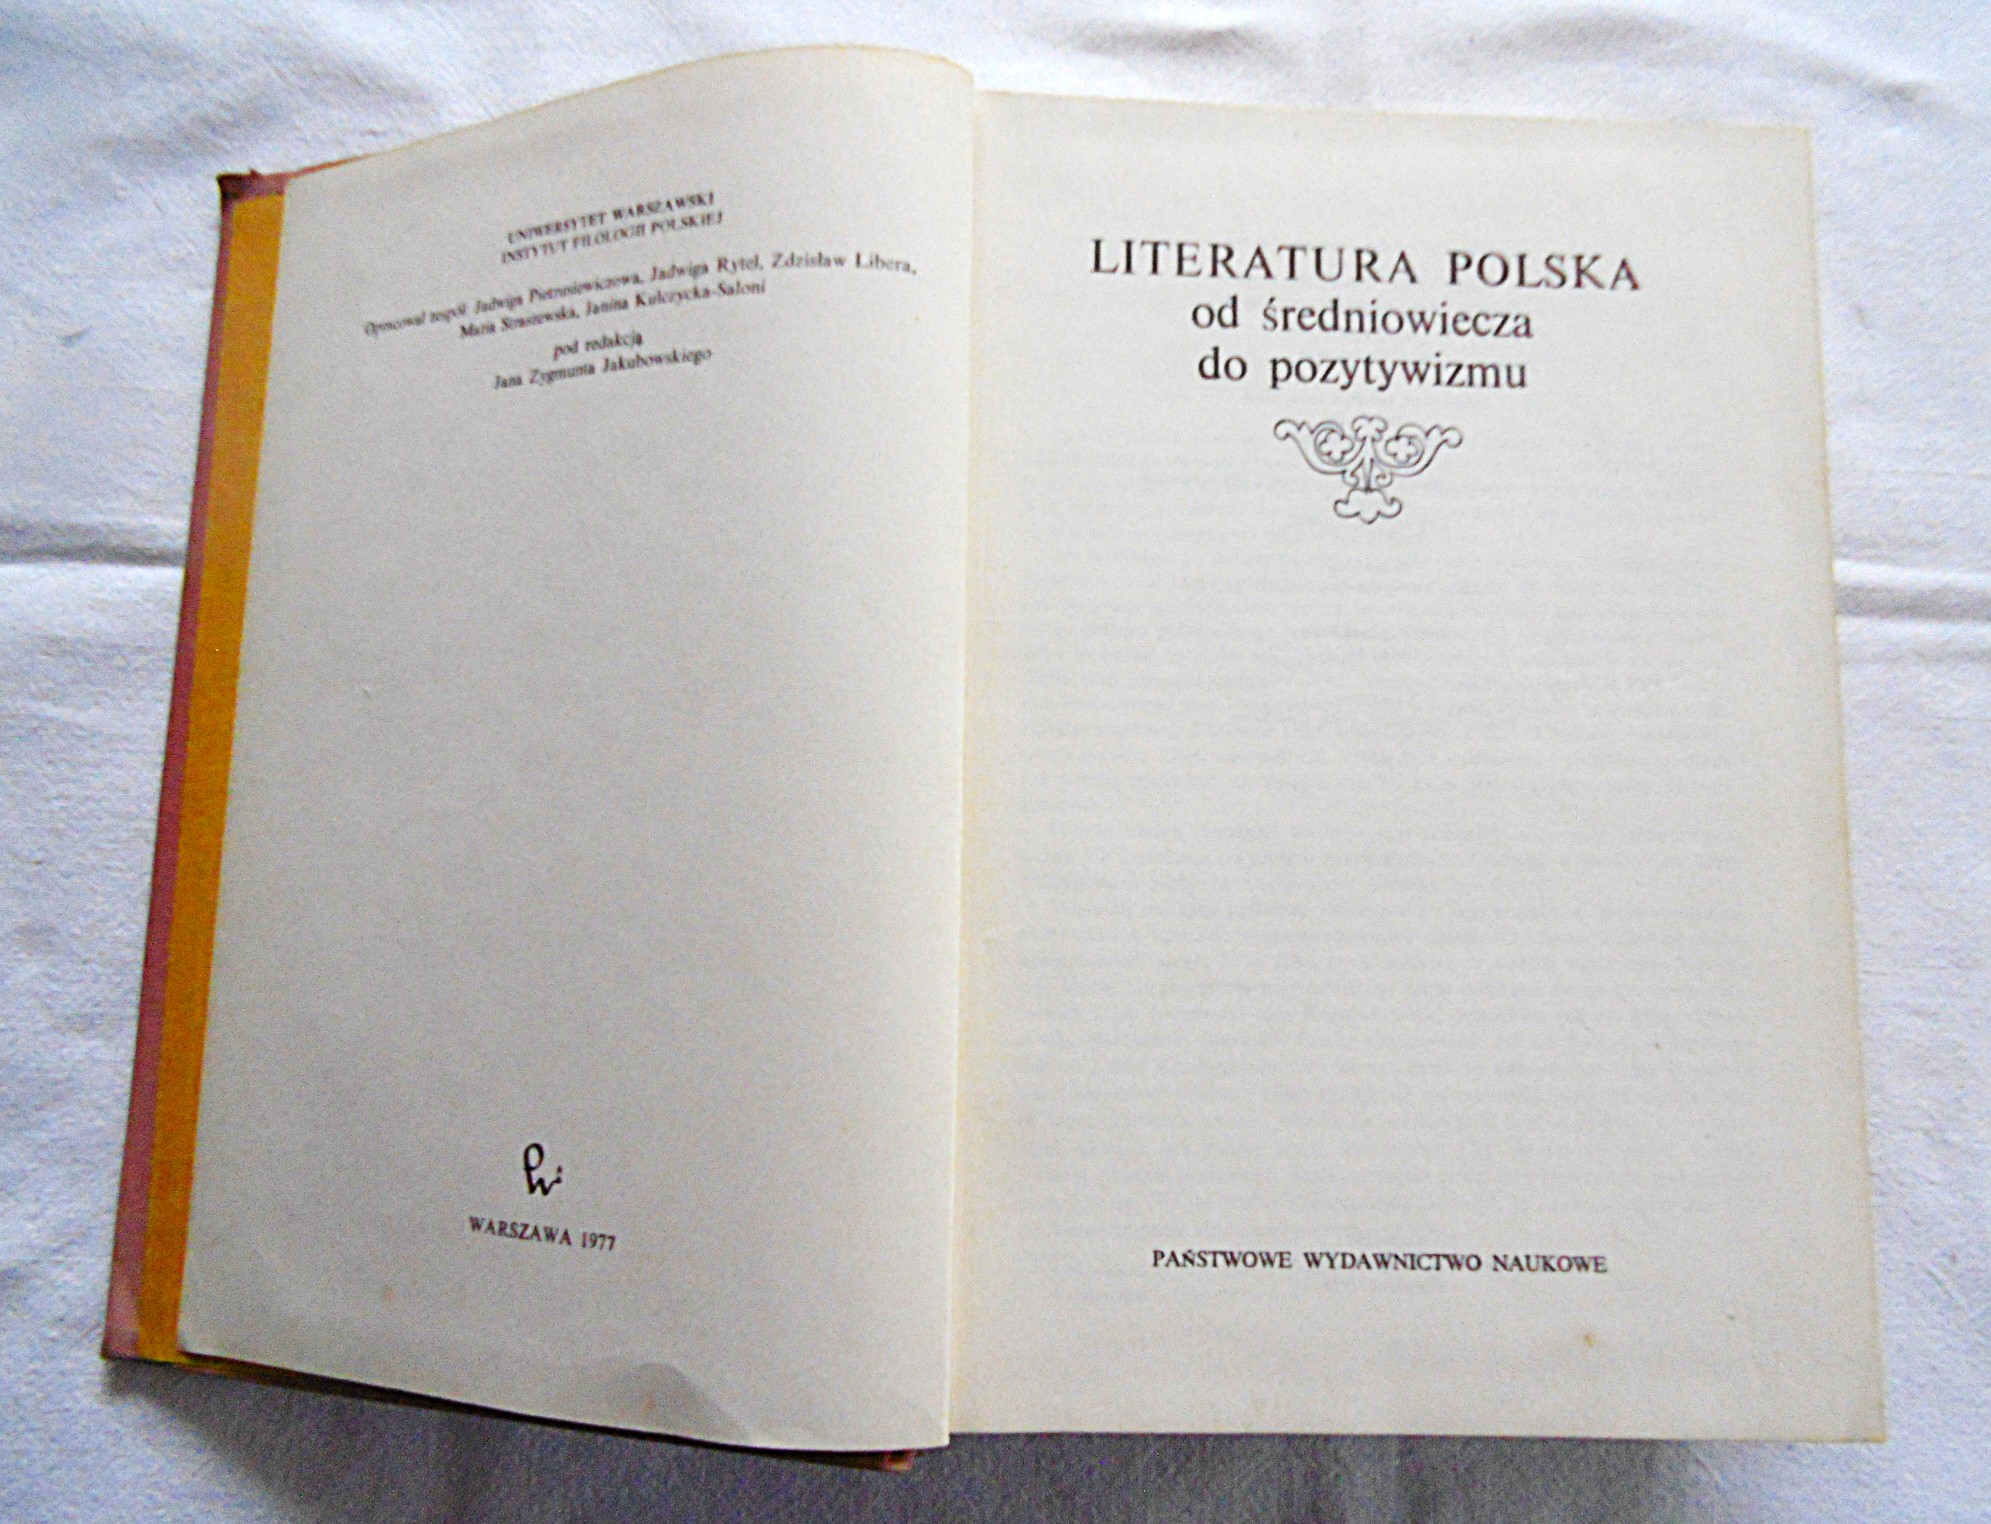 UNIWERSYTET WARSZAWSKI
INSTYTUT FILOLOGII POLSKIEJ
Opracował zespół: Jadwiga Pietrusiewiczowa, Jadwiga Rytel, Zdzisław Libera,
Maria Straszewska, Janina Kulczycka-Saloni
pod redakcją
Jana Zygmunta Jakubowskiego
WARSZAWA 1977
LITERATURA POLSKA
od średniowiecza
do pozytywizmu
PAŃSTWOWE WYDAWNICTWO NAUKOWE